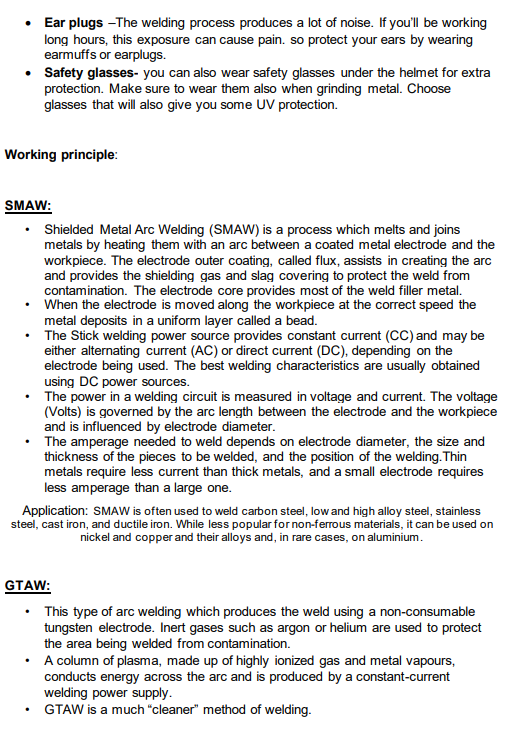 • Ear plugs –The welding process produces a lot of noise. If you'll be working
long hours, this exposure can cause pain. so protect your ears by wearing
earmuffs or earplugs.
• Safety glasses- you can also wear safety glasses under the helmet for extra
protection. Make sure to wear them also when grinding metal. Choose
glasses that will also give you some UV protection.
Working principle:
SMAW:
• Shielded Metal Arc Welding (SMAW) is a process which melts and joins
metals by heating them with an arc between a coated metal electrode and the
workpiece. The electrode outer coating, called flux, assists in creating the arc
and provides the shielding gas and slag covering to protect the weld from
contamination. The electrode core provides most of the weld filler metal.
• When the electrode is moved along the workpiece at the correct speed the
metal deposits in a uniform layer called a bead.
• The Stick welding power source provides constant current (CC) and may be
either alternating current (AC) or direct current (DC), depending on the
electrode being used. The best welding characteristics are usually obtained
using DC power sources.
• The power in a welding circuit is measured in voltage and current. The voltage
(Volts) is governed by the arc length between the electrode and the workpiece
and is influenced by electrode diameter.
• The amperage needed to weld depends on electrode diameter, the size and
thickness of the pieces to be welded, and the position of the welding.Thin
metals require less current than thick metals, and a small electrode requires
less amperage than a large one.
Application: SMAW is often used to weld carbon steel, low and high alloy steel, stainless
steel, cast iron, and ductile iron. While less popular for non-ferrous materials, it can be used on
nickel and copper and their alloys and, in rare cases, on aluminium.
GTAW:
• This type of arc welding which produces the weld using a non-consumable
tungsten electrode. Inert gases such as argon or helium are used to protect
the area being welded from contamination.
• A column of plasma, made up of highly ionized gas and metal vapours,
conducts energy across the arc and is produced by a constant-current
welding power supply.
• GTAW is a much “cleaner” method of welding.